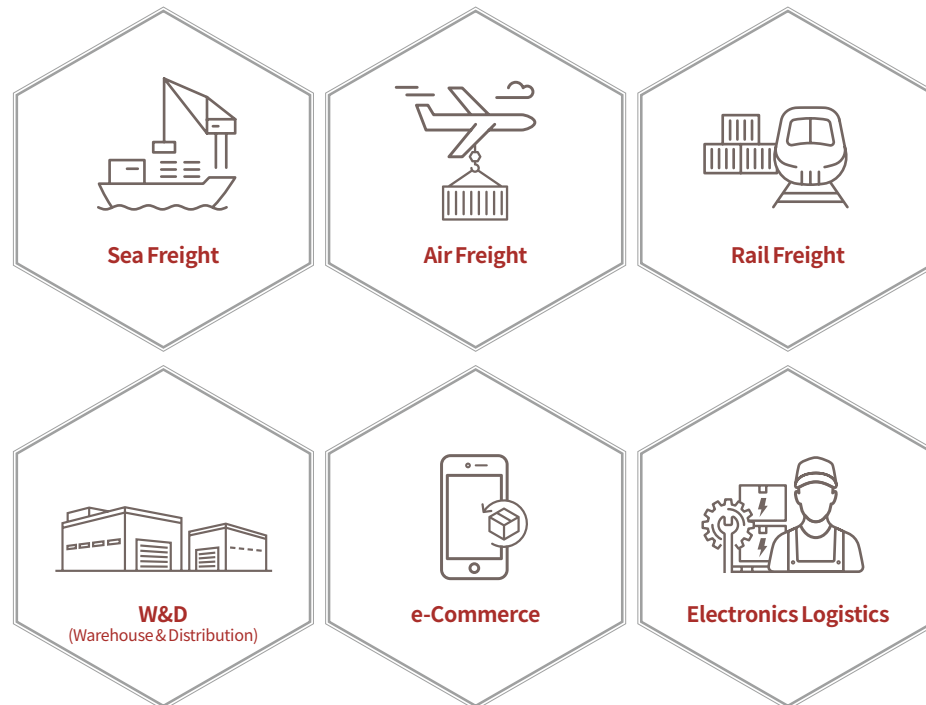 Sea Freight
Air Freight
Rail Freight
W&D
(Warehouse & Distribution)
e-Commerce
Electronics Logistics